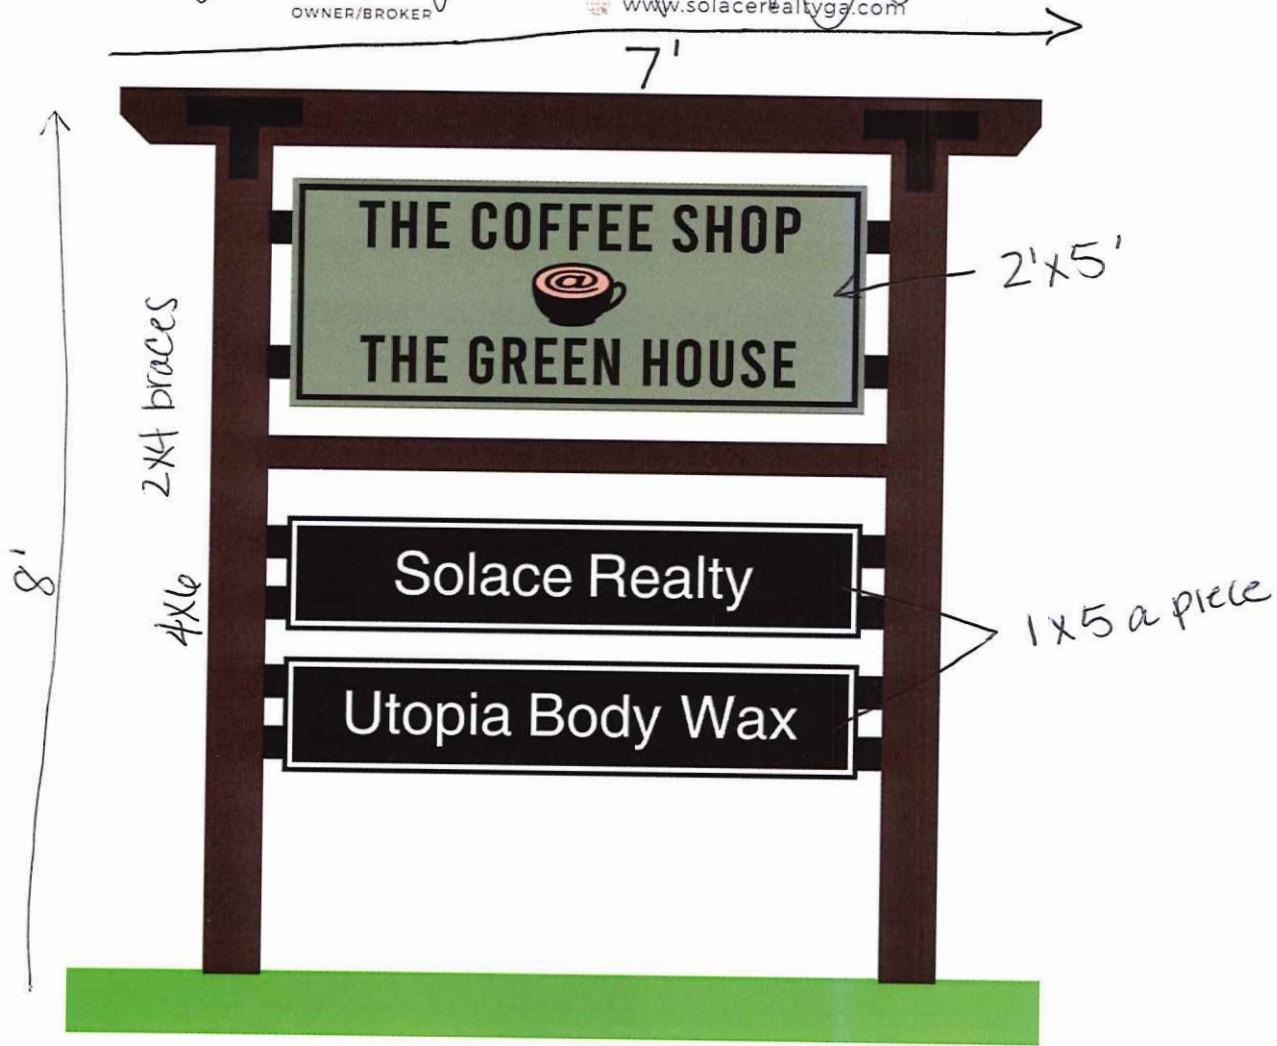 OWNER/BROKER
www.solacerealtyga.com
7'
THE COFFEE SHOP
@
THE GREEN HOUSE
2'x5'
2x4 braces
8'
4x6
Solace Realty
1x5 a piece
Utopia Body Wax